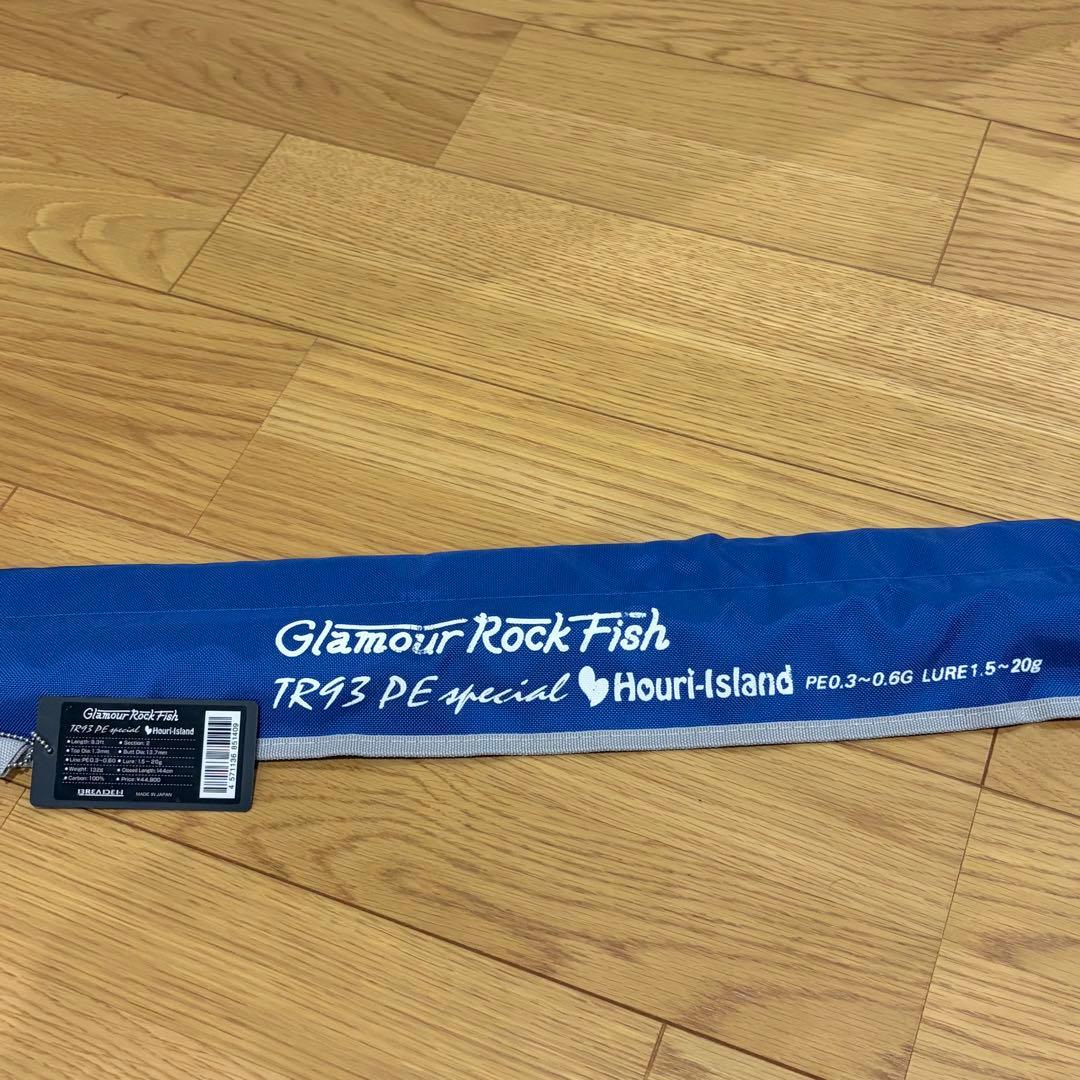 Glamour Rock Fish
TR93 PE special Houri-Island PE0.3~0.6G LURE1.5~20g
Glamour Rock Fish
TR93 PE special Houri-Island
Length: 9.3ft Section: 2
Top Dia: 1.3mm Butt Dia: 12.7mm
Line: PE0.3~0.6G Lure: 1.5~20g
Weight: 132g Closed Length: 144cm
Carbon: 100% Price: ¥44,800
BREADEN MADE IN JAPAN
4 571136 851409